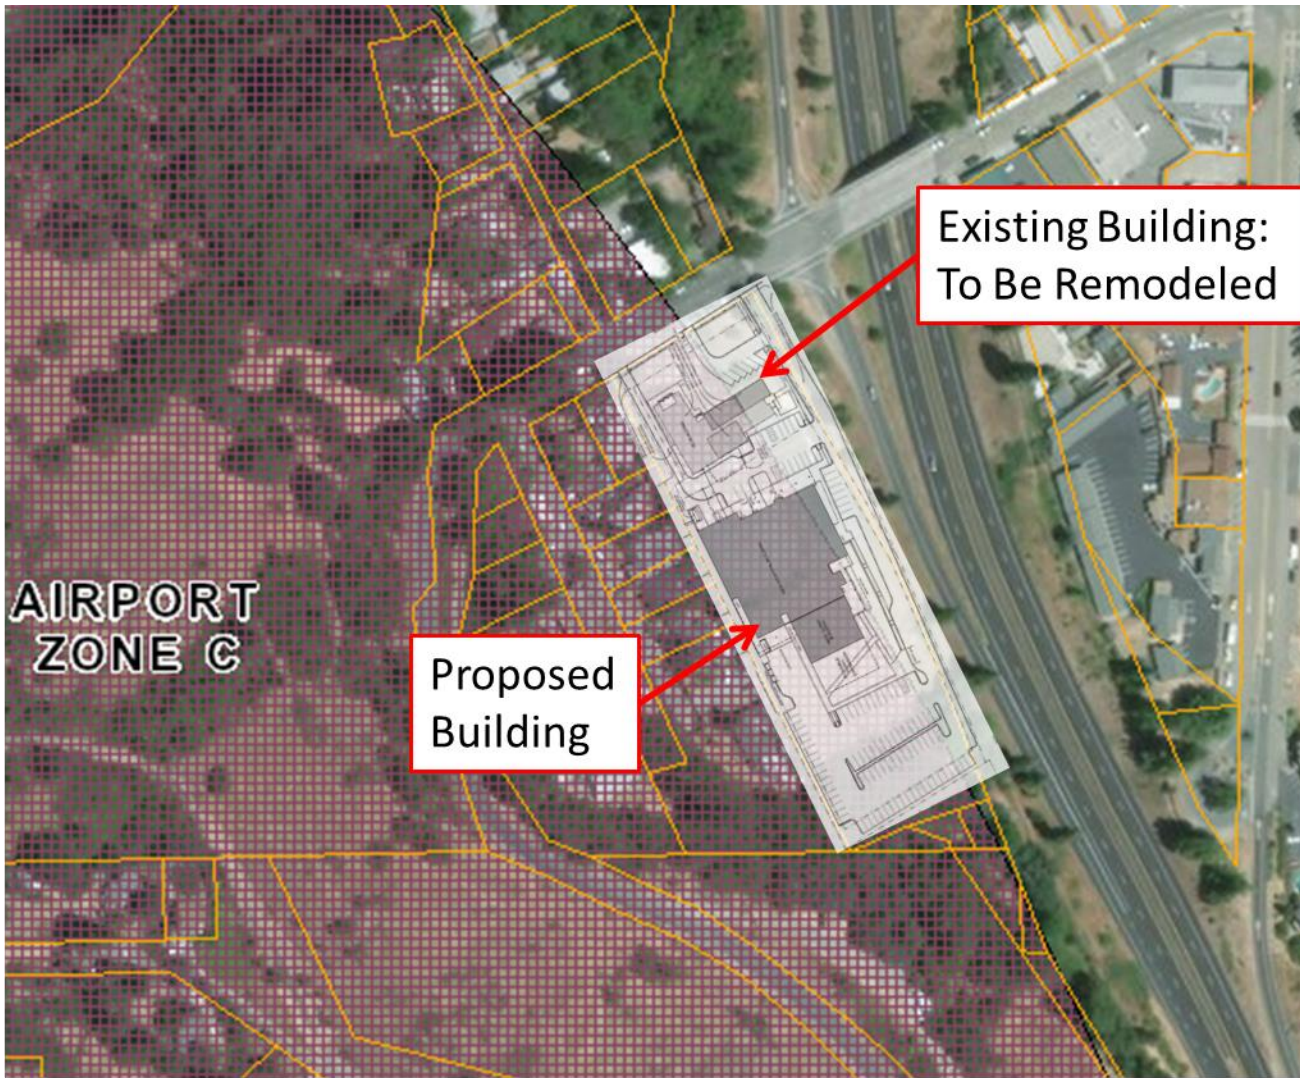 Existing Building:
To Be Remodeled
AIRPORT
ZONE C
Proposed
Building